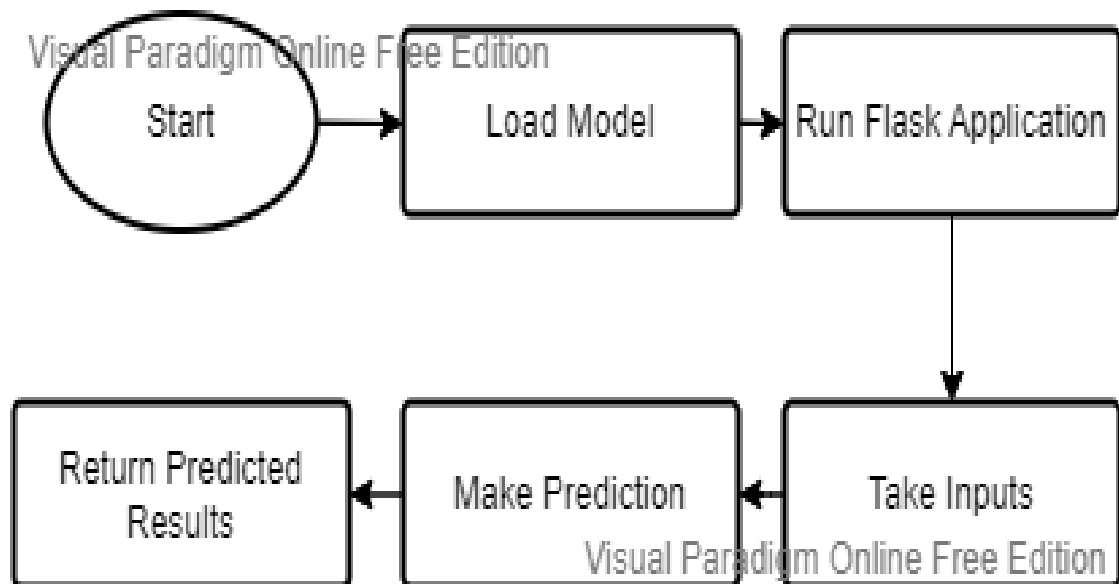 Visual Paradigm Online Free Edition
Start
Load Model
Run Flask Application
Take Inputs
Make Prediction
Return Predicted
Results
Visual Paradigm Online Free Edition